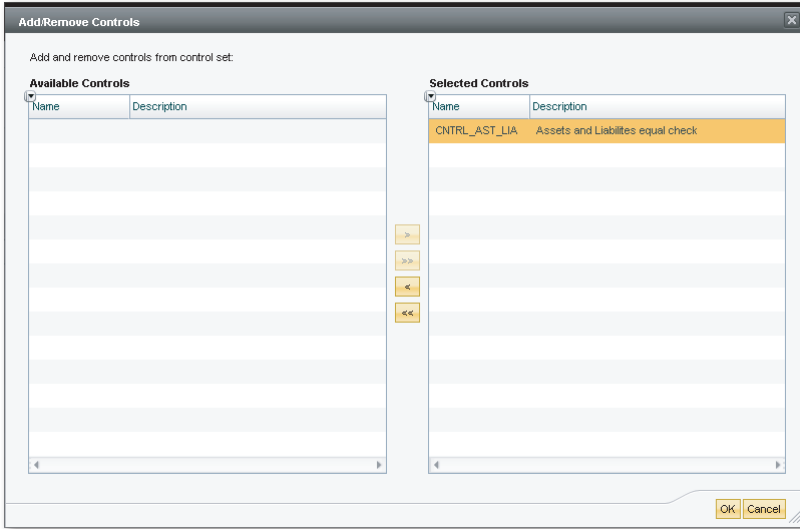 Add/Remove Controls
Add and remove controls from control set:
Available Controls
Selected Controls
Name Description
Name Description
CNTRL_AST_LIA Assets and Liabilites equal check
>
>>
<
<<
OK Cancel